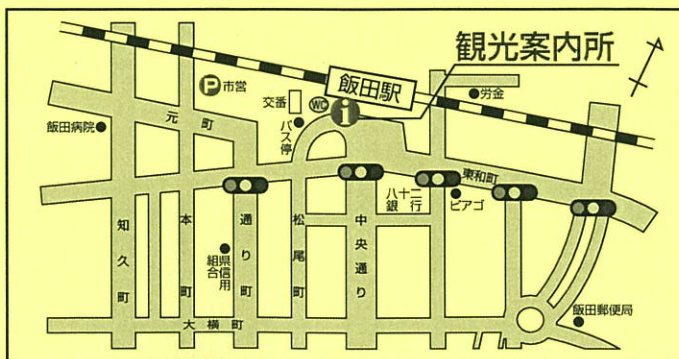 観光案内所
飯田駅
P 市営
交番
WC
i
労金
バス停
元町
飯田病院
東和町
八十二
銀行
ピアゴ
知久町
本町
通り町
松尾町
中央通り
県信用
組合
大横町
飯田郵便局